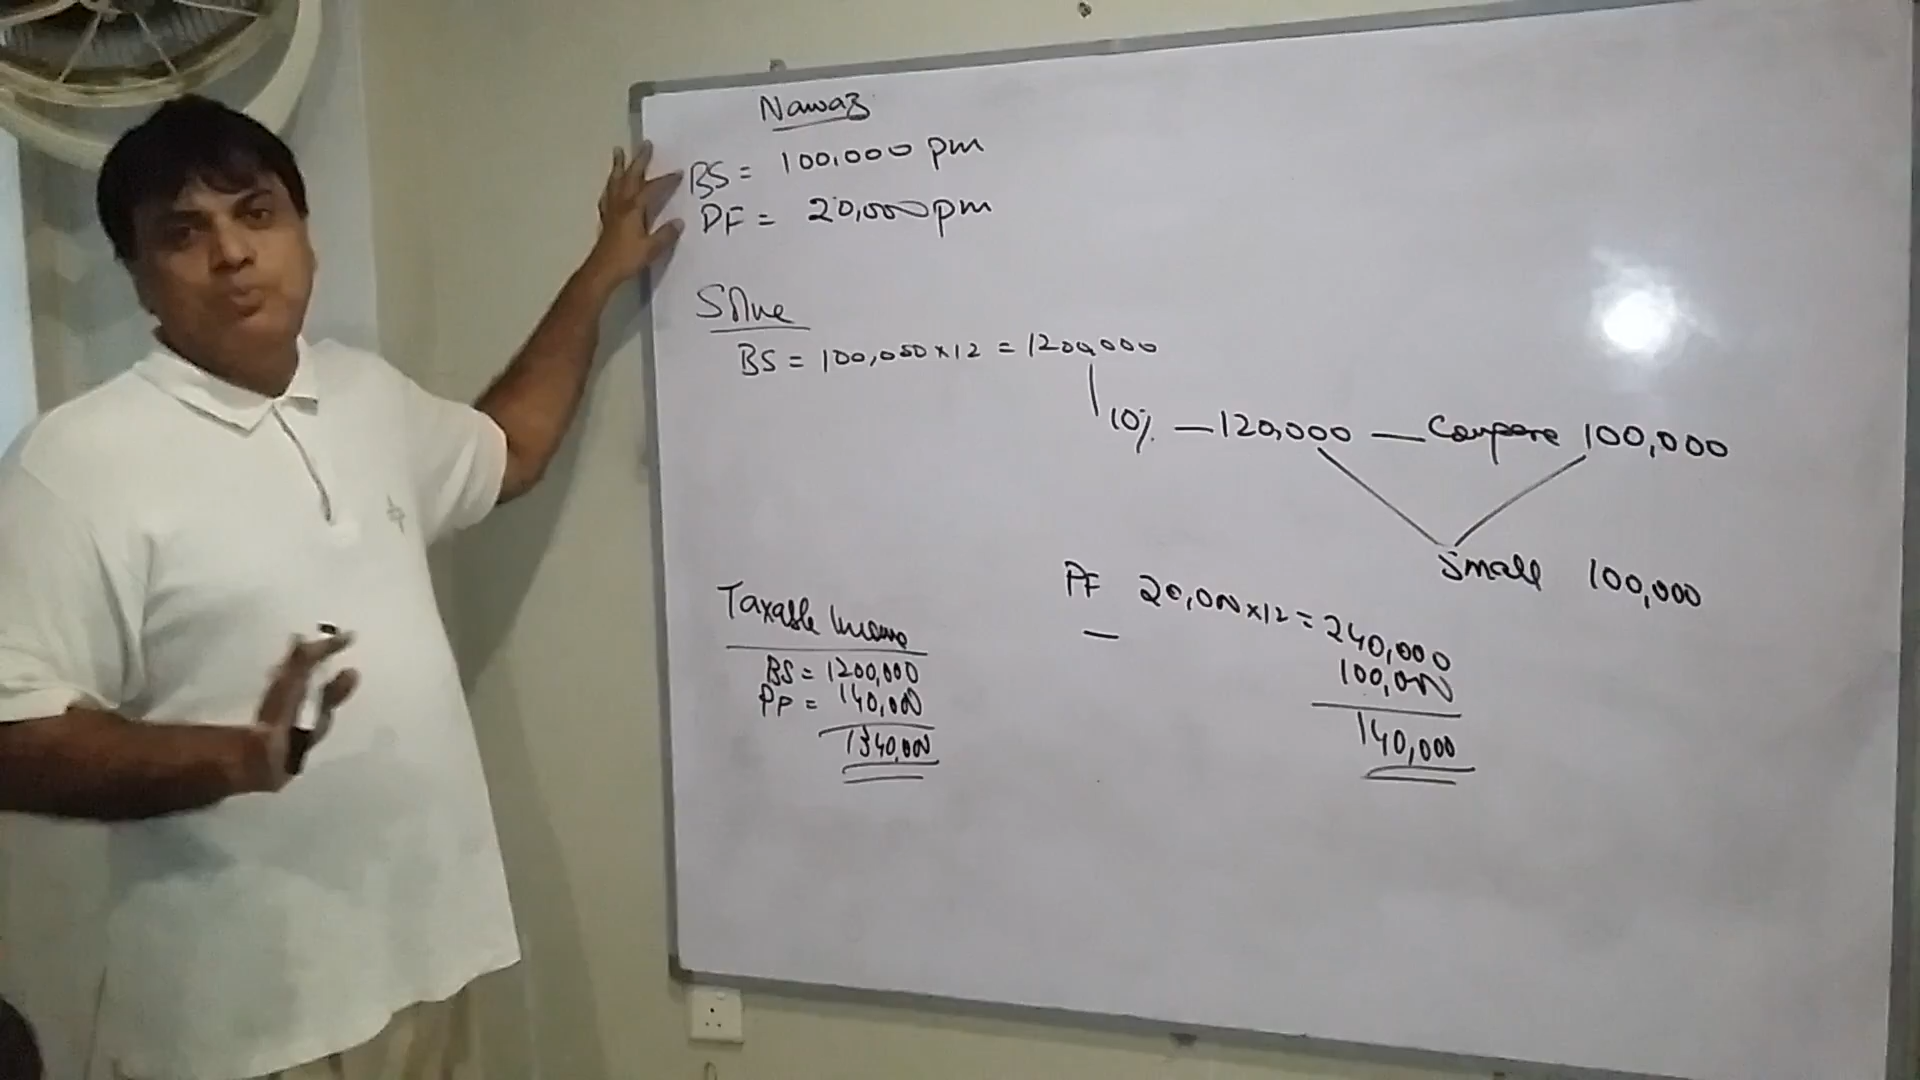 Nawaz
BS = 100,000 pm
PF = 20,000 pm
Solve
BS = 100,000 x 12 = 1200,000
10% — 120,000 — Compare 100,000
Small 100,000
PF 20,000 x 12 = 240,000
—
100,000
140,000
Taxable Income
BS = 1200,000
PF = 140,000
1340,000